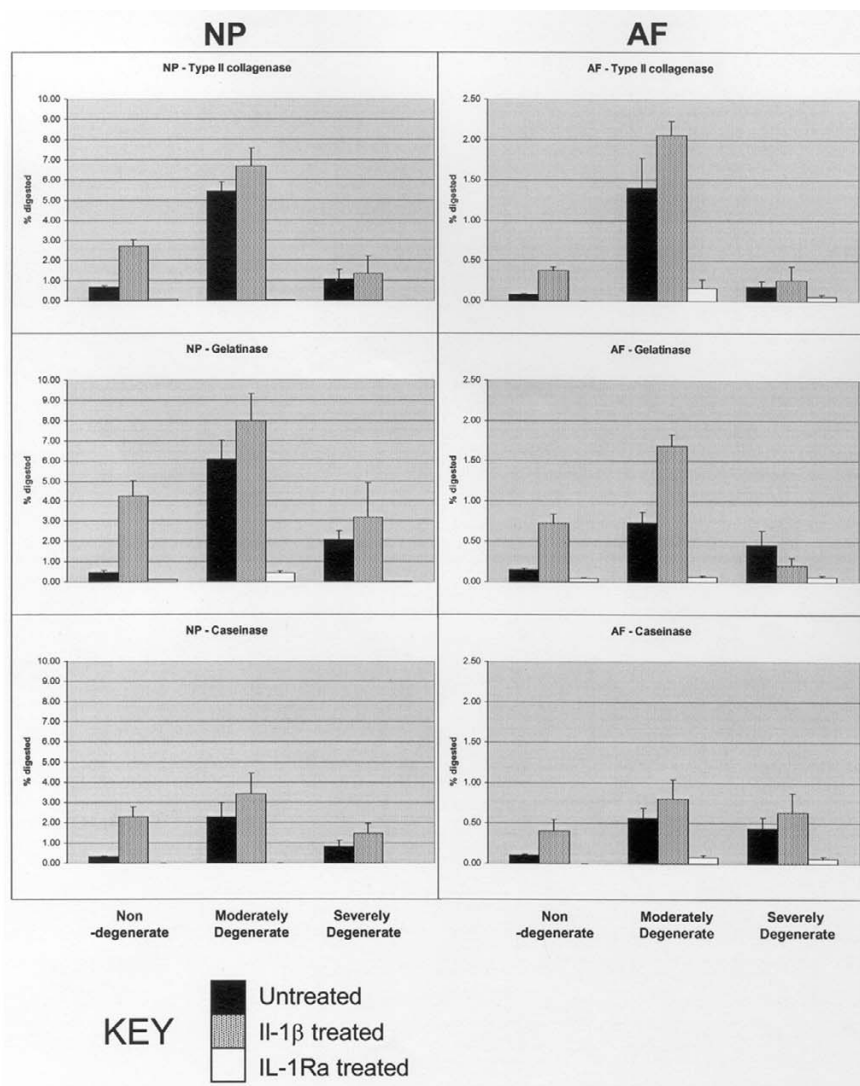 NP
AF
NP - Type II collagenase
10.00
9.00
8.00
7.00
6.00
5.00
4.00
3.00
2.00
1.00
0.00
% digested
AF - Type II collagenase
2.50
2.00
1.50
1.00
0.50
0.00
% digested
NP - Gelatinase
10.00
9.00
8.00
7.00
6.00
5.00
4.00
3.00
2.00
1.00
0.00
% digested
AF - Gelatinase
2.50
2.00
1.50
1.00
0.50
0.00
% digested
NP - Caseinase
10.00
9.00
8.00
7.00
6.00
5.00
4.00
3.00
2.00
1.00
0.00
% digested
AF - Caseinase
2.50
2.00
1.50
1.00
0.50
0.00
% digested
Non
-degenerate
Moderately
Degenerate
Severely
Degenerate
Non
-degenerate
Moderately
Degenerate
Severely
Degenerate
KEY
Untreated
Il-1β treated
IL-1Ra treated